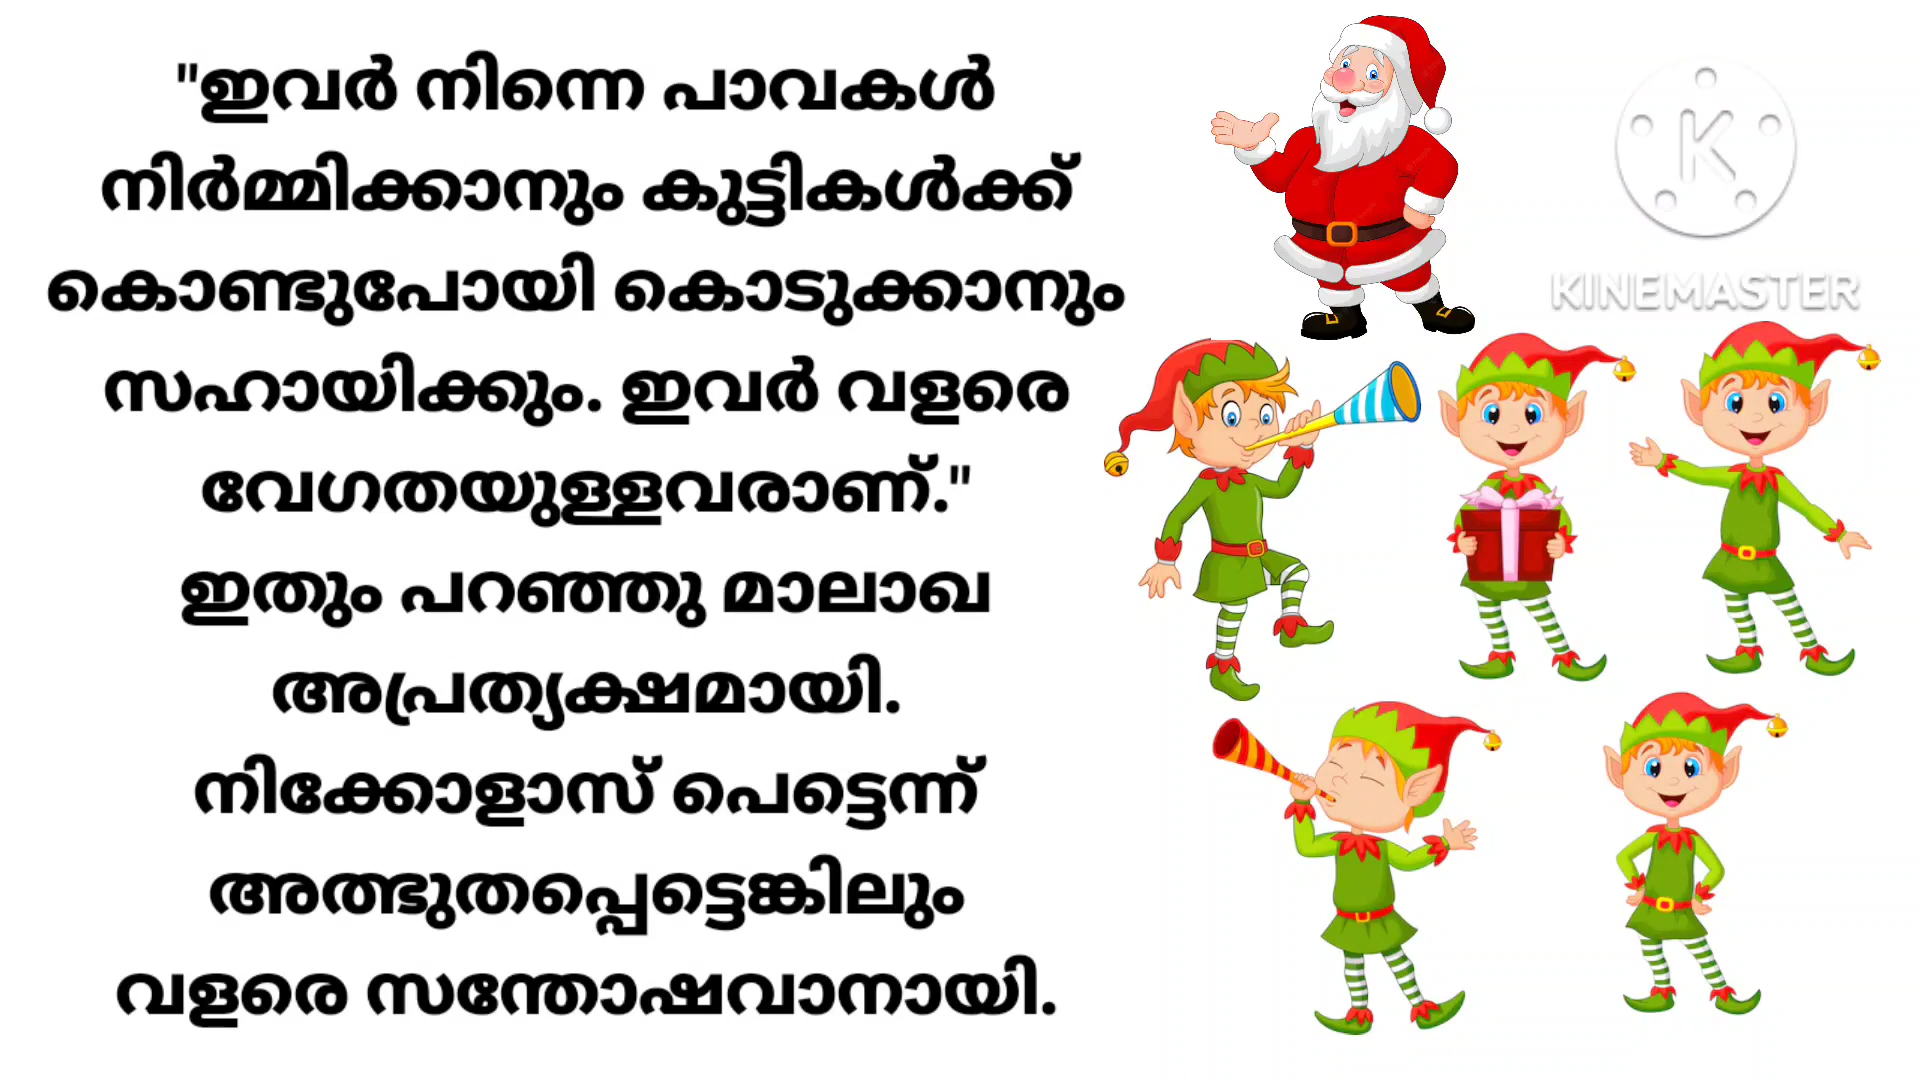 "ഇവർ നിന്നെ പാവകൾ
നിർമ്മിക്കാനും കുട്ടികൾക്ക്
കൊണ്ടുപോയി കൊടുക്കാനും
സഹായിക്കും. ഇവർ വളരെ
വേഗതയുള്ളവരാണ്."
ഇതും പറഞ്ഞു മാലാഖ
അപ്രത്യക്ഷമായി.
നിക്കോളാസ് പെട്ടെന്ന്
അത്ഭുതപ്പെട്ടെങ്കിലും
വളരെ സന്തോഷവാനായി.
K
KINEMASTER